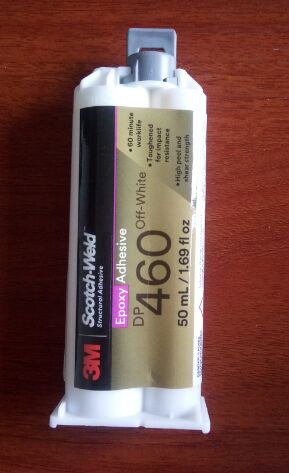 3M
Scotch-Weld
Structural Adhesive
Epoxy Adhesive
DP460 Off-White
50 mL / 1.69 fl oz
• 60 minute
worklife
• Toughened
for impact
resistance
• High peel and
shear strength